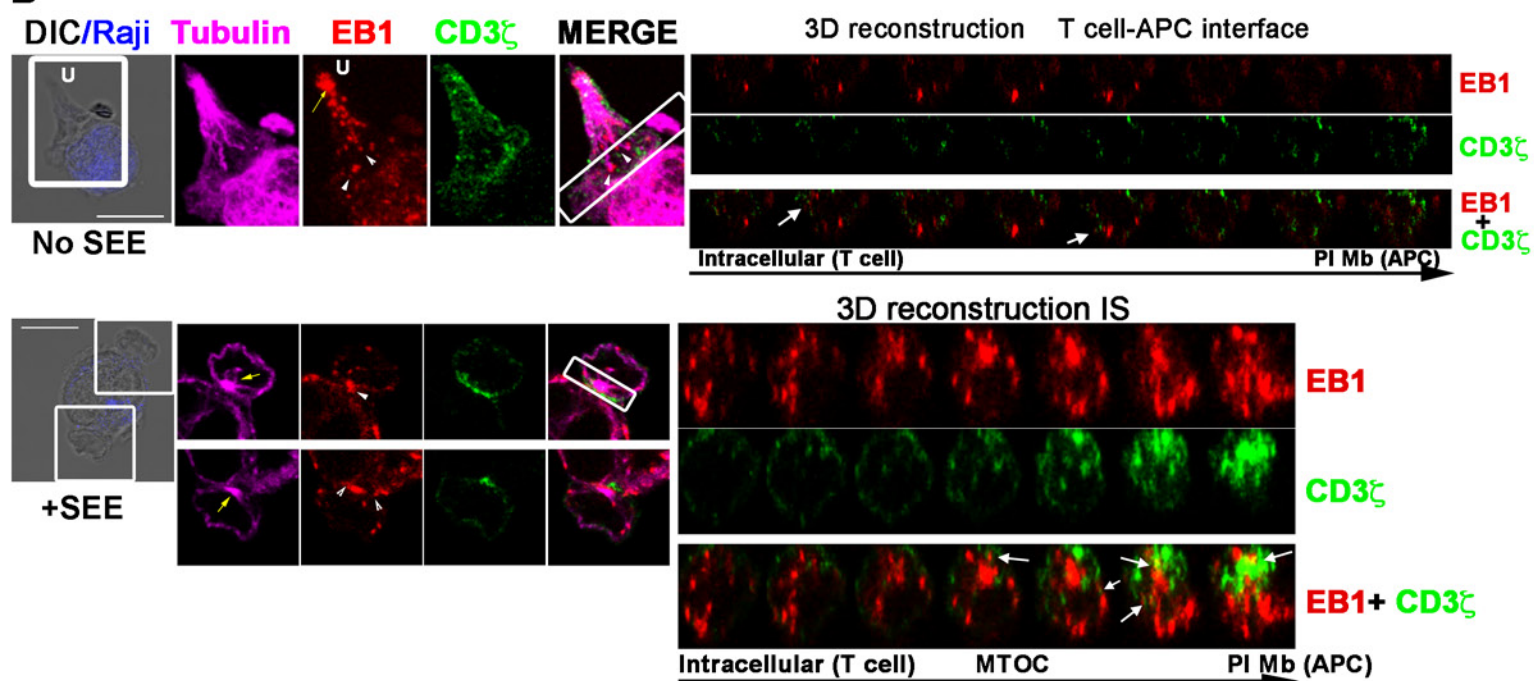 DIC/Raji Tubulin EB1 CD3ζ MERGE
3D reconstruction T cell-APC interface
U
U
EB1
CD3ζ
EB1
+
CD3ζ
No SEE
Intracellular (T cell) Pl Mb (APC)
3D reconstruction IS
EB1
CD3ζ
+SEE
EB1+ CD3ζ
Intracellular (T cell) MTOC Pl Mb (APC)